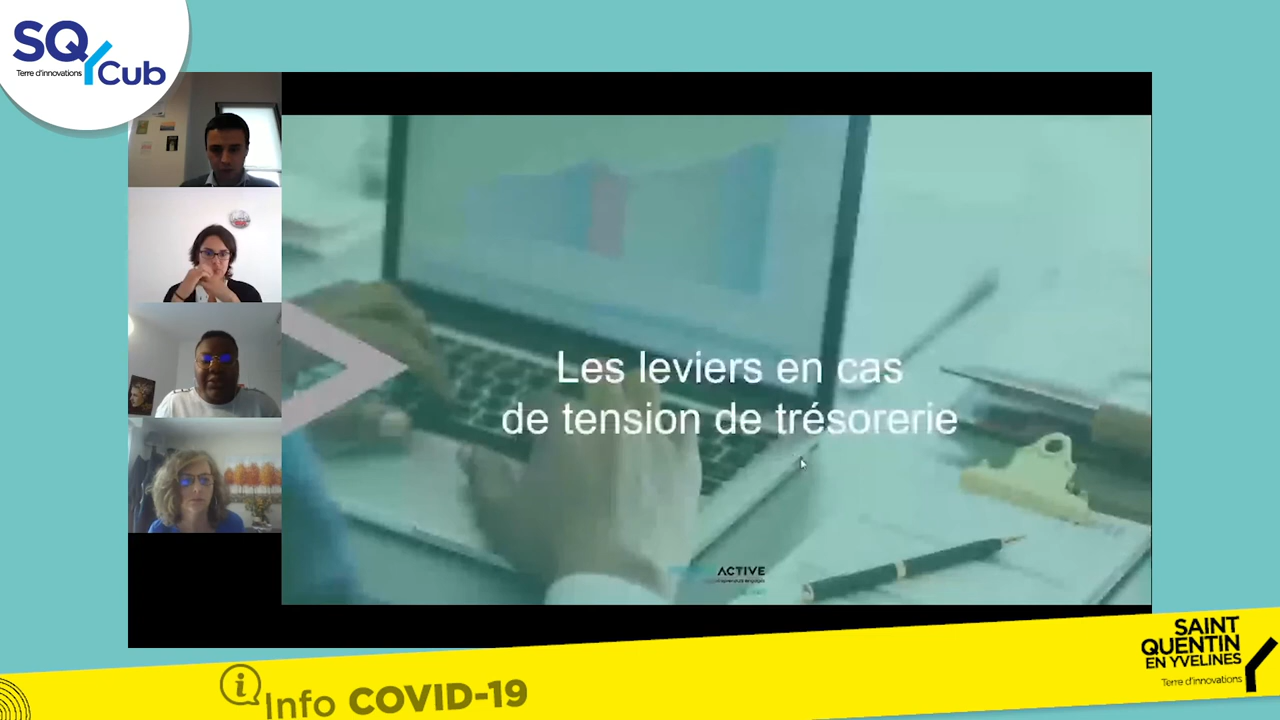 SQY Cub
Terre d'innovations
Les leviers en cas
de tension de trésorerie
ACTIVE
Info COVID-19
SAINT
QUENTIN
EN YVELINES
Terre d'innovations